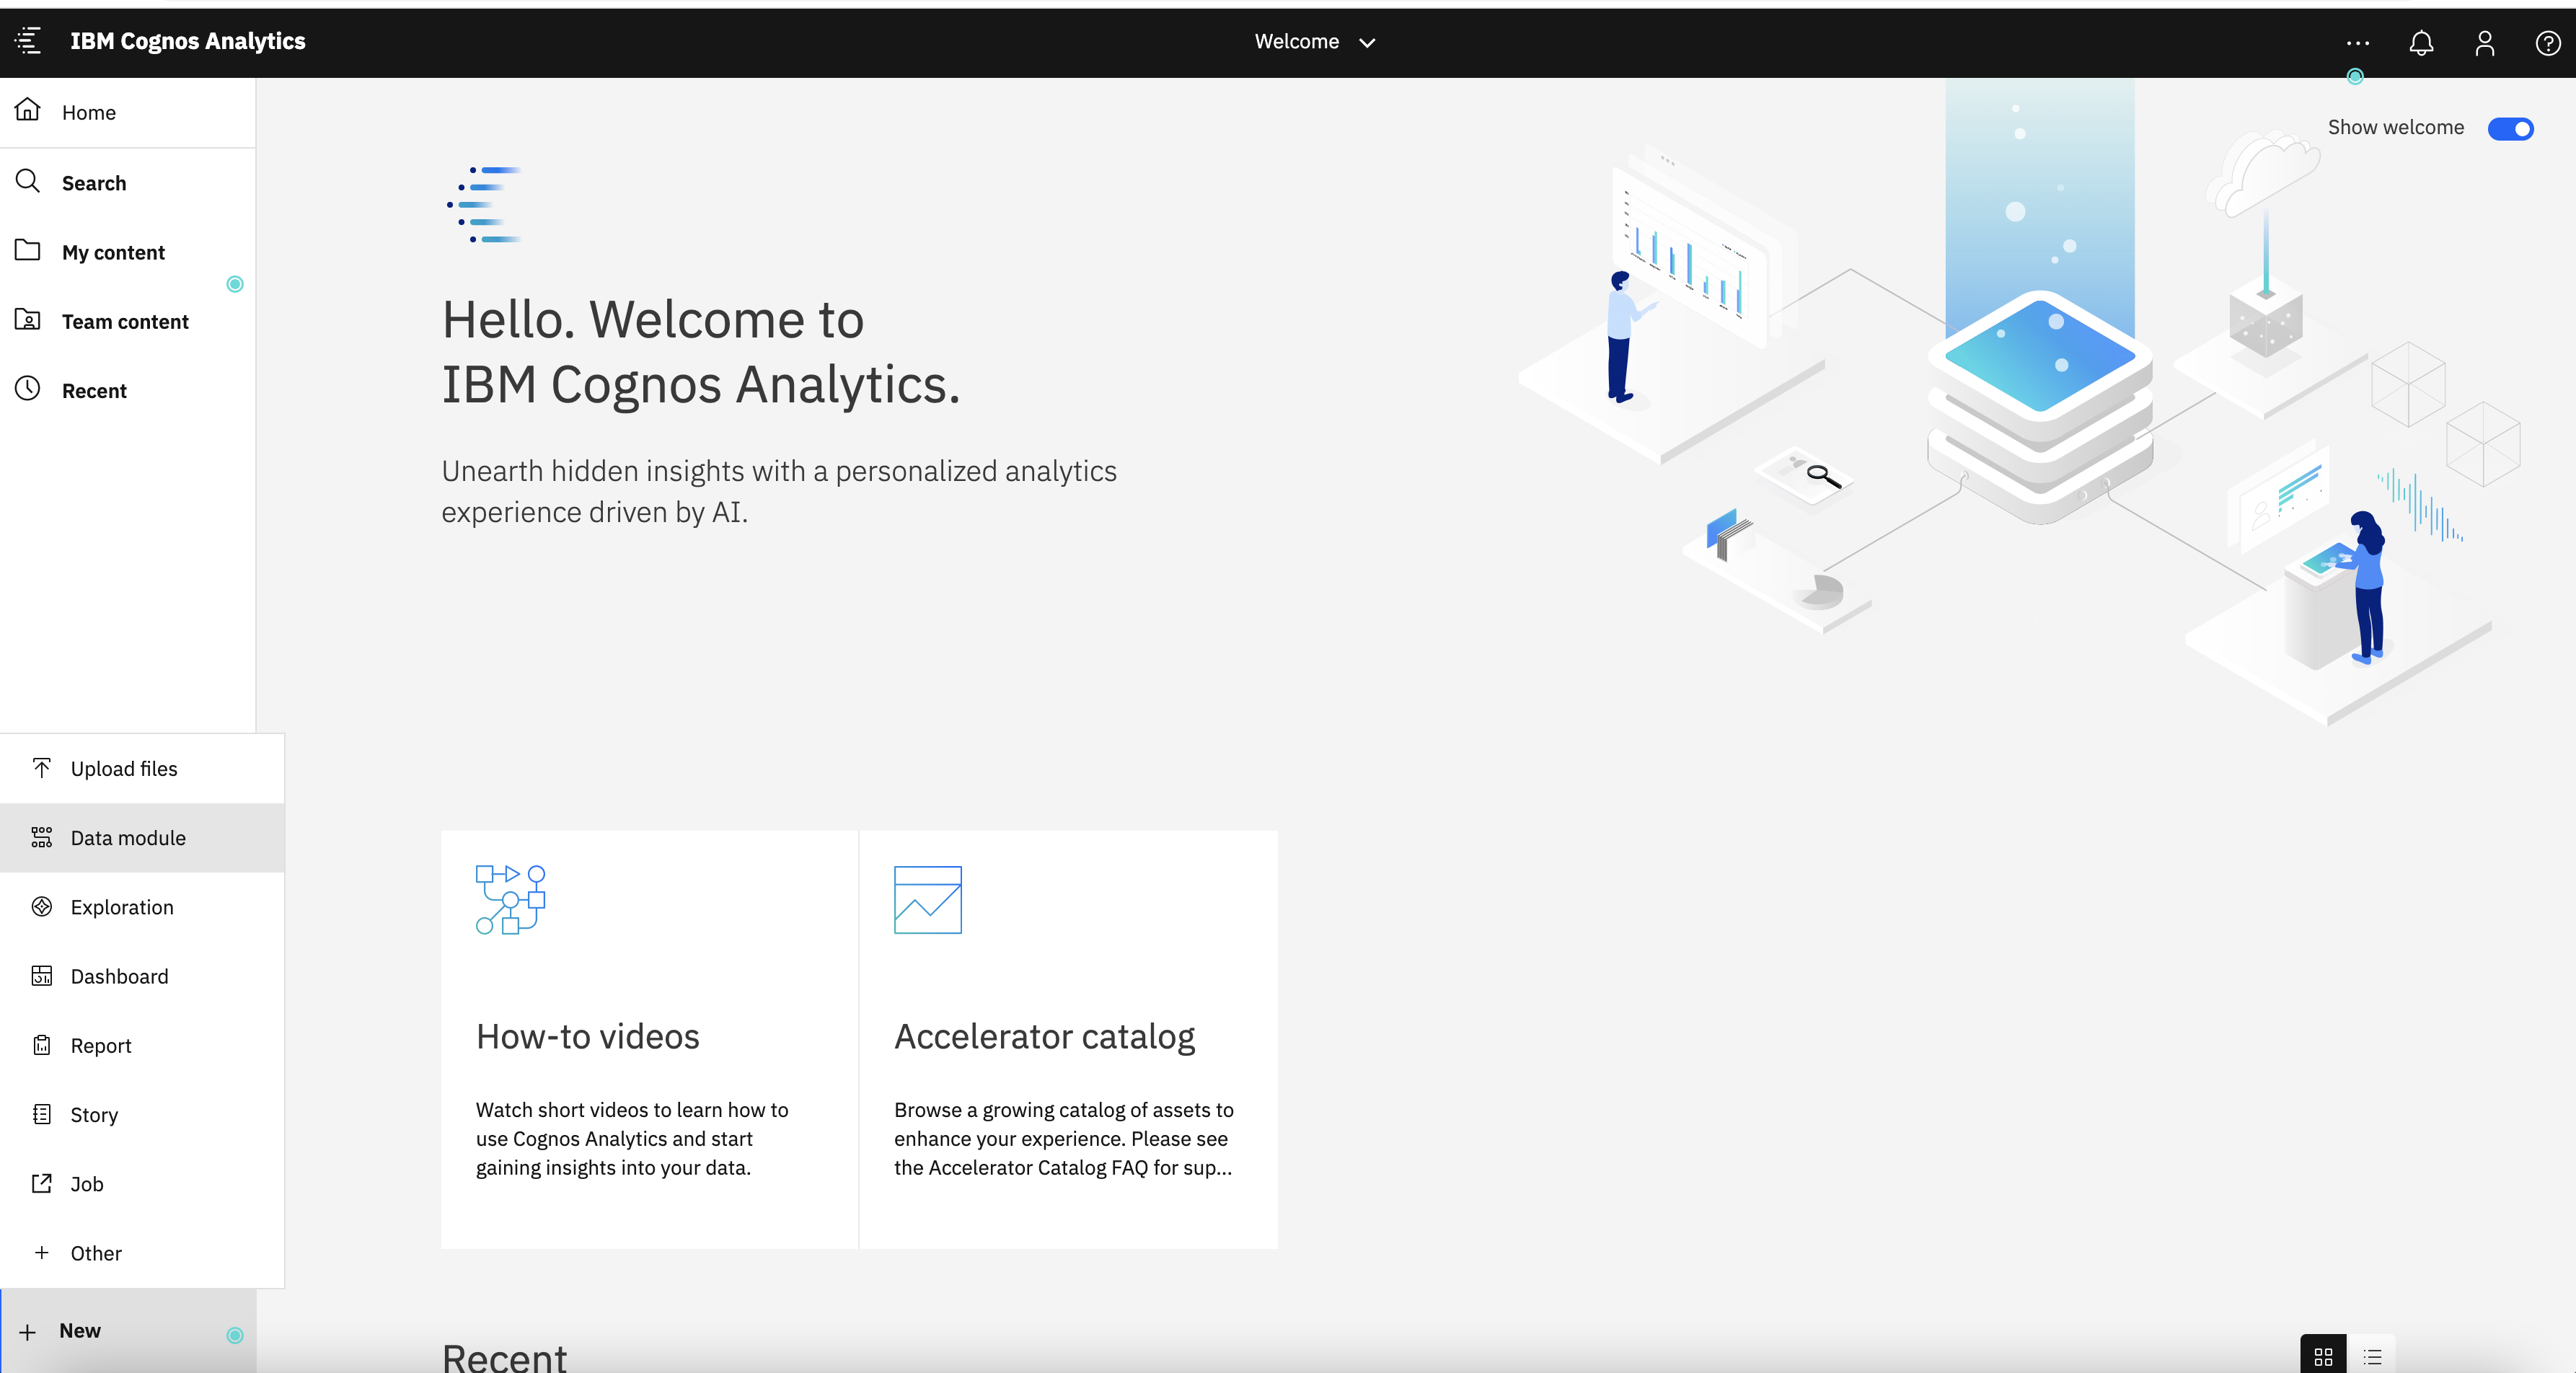 IBM Cognos Analytics
Welcome
Home
Search
My content
Team content
Recent
Show welcome
Hello. Welcome to
IBM Cognos Analytics.
Unearth hidden insights with a personalized analytics
experience driven by AI.
Upload files
Data module
Exploration
Dashboard
Report
Story
Job
Other
New
How-to videos
Watch short videos to learn how to
use Cognos Analytics and start
gaining insights into your data.
Accelerator catalog
Browse a growing catalog of assets to
enhance your experience. Please see
the Accelerator Catalog FAQ for sup...
Recent